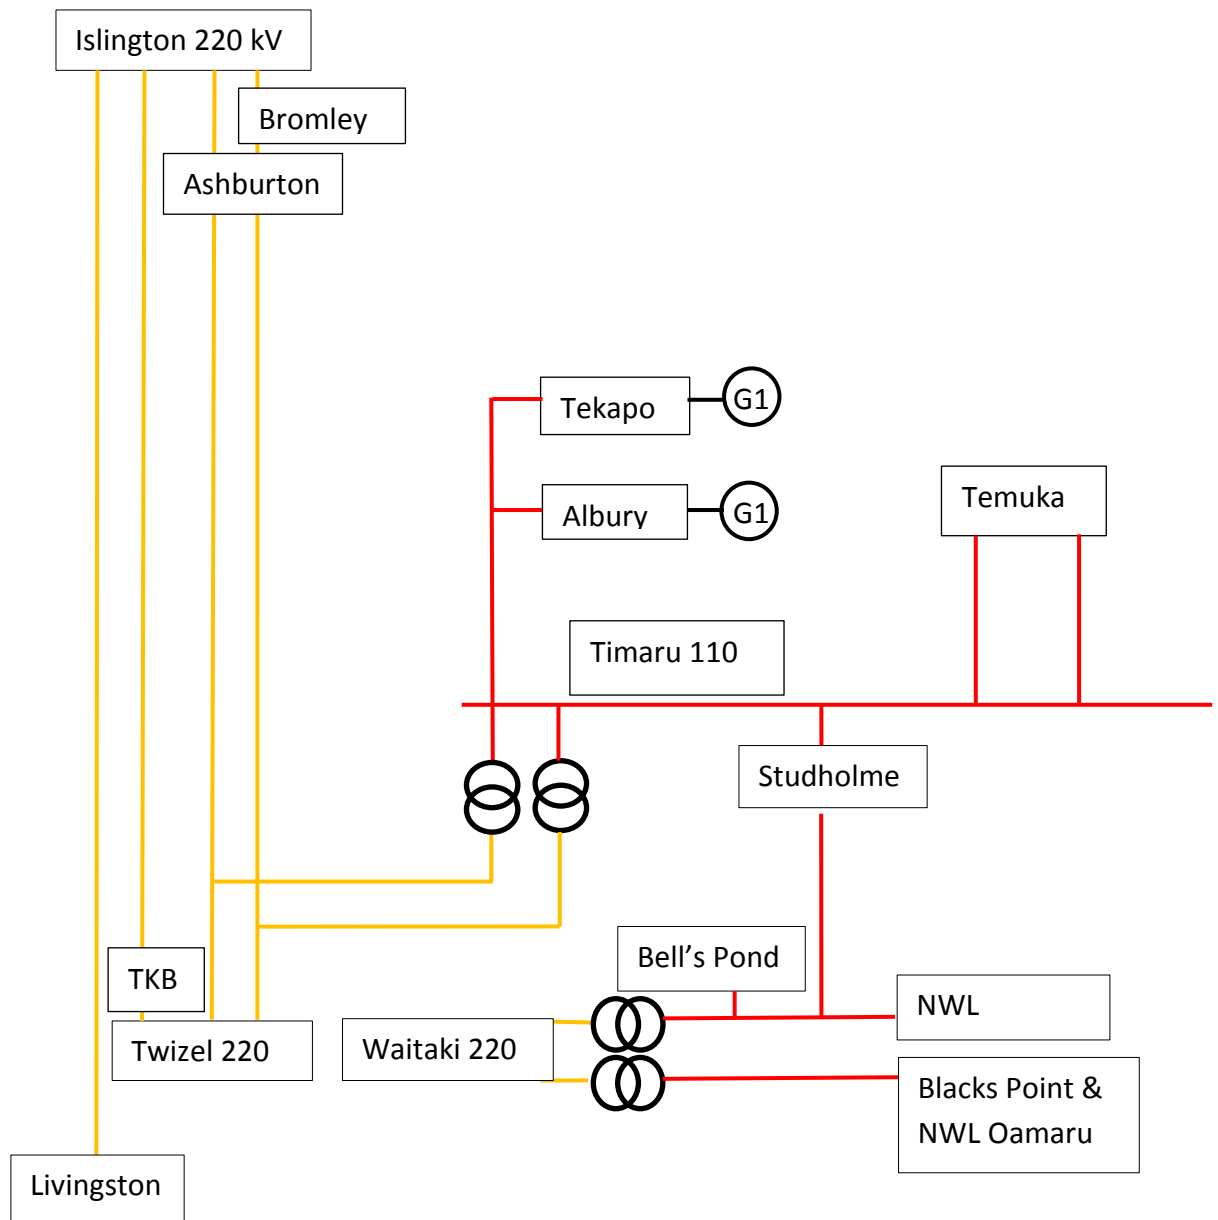 Islington 220 kV
Bromley
Ashburton
Tekapo
G1
Albury
G1
Temuka
Timaru 110
Studholme
Bell’s Pond
TKB
NWL
Twizel 220
Waitaki 220
Blacks Point &
NWL Oamaru
Livingston